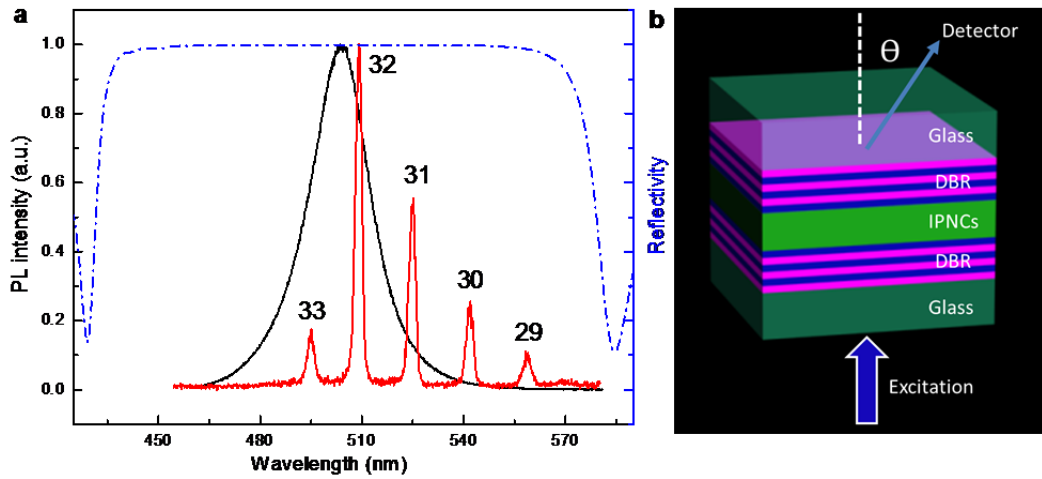 a
PL intensity (a.u.)
1.0
0.8
0.6
0.4
0.2
0.0
33
32
31
30
29
450
480
510
540
570
Wavelength (nm)
Reflectivity
b
Θ
Detector
Glass
DBR
IPNCs
DBR
Glass
Excitation